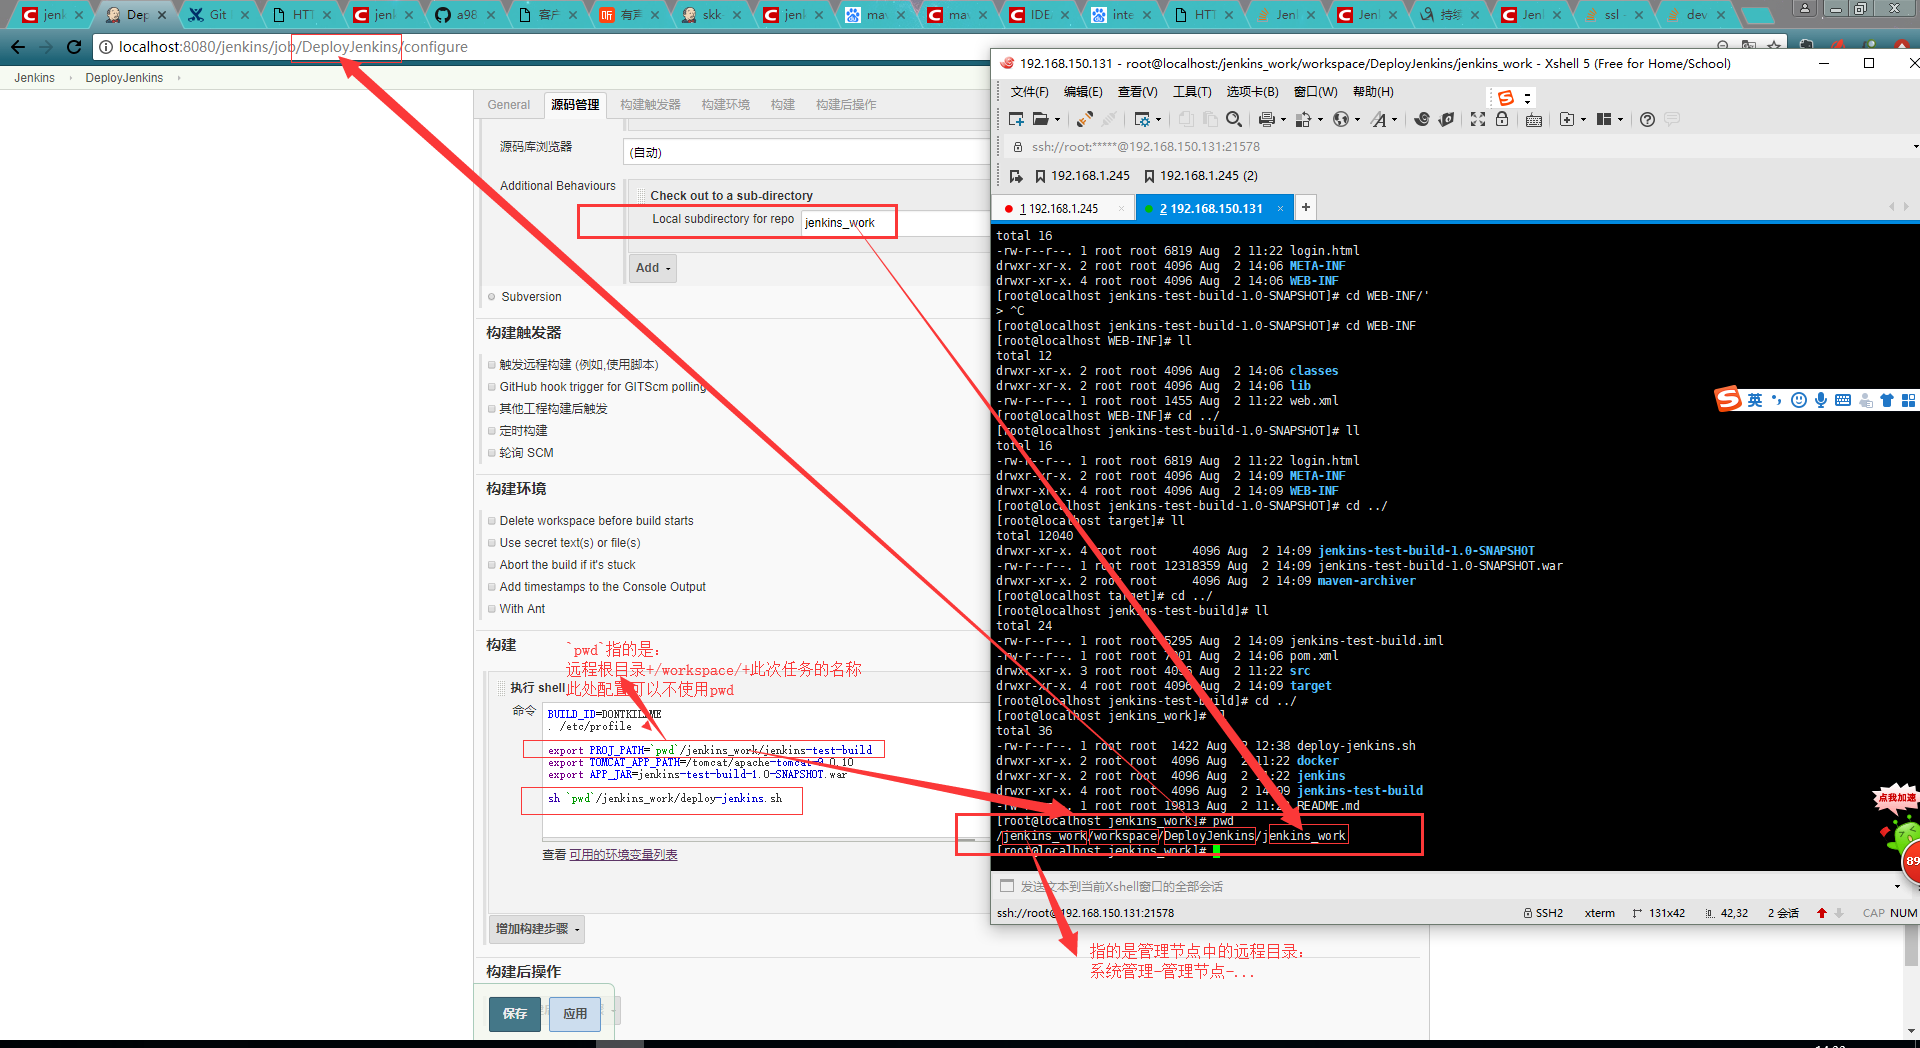 jenk
Dep
Git
HTT
jenk
a98
客户
有声
skk-
jenk
mav
mav
IDEA
inte
HTT
Jenk
Jenk
持续
Jenk
ssl -
dev
localhost:8080/jenkins/job/DeployJenkins/configure
Jenkins
DeployJenkins
General
源码管理
构建触发器
构建环境
构建
构建后操作
源码库浏览器
(自动)
Additional Behaviours
Check out to a sub-directory
Local subdirectory for repo
jenkins_work
Add
Subversion
构建触发器
触发远程构建 (例如,使用脚本)
GitHub hook trigger for GITScm polling
其他工程构建后触发
定时构建
轮询 SCM
构建环境
Delete workspace before build starts
Use secret text(s) or file(s)
Abort the build if it's stuck
Add timestamps to the Console Output
With Ant
构建
`pwd`指的是:
远程根目录+/workspace/+此次任务的名称
此处配置可以不使用pwd
执行 shell
命令
BUILD_ID=DONTKILLME
. /etc/profile
export PROJ_PATH=`pwd`/jenkins_work/jenkins-test-build
export TOMCAT_APP_PATH=/tomcat/apache-tomcat-9.0.10
export APP_JAR=jenkins-test-build-1.0-SNAPSHOT.war
sh `pwd`/jenkins_work/deploy-jenkins.sh
查看 可用的环境变量列表
增加构建步骤
构建后操作
保存
应用
192.168.150.131 - root@localhost:/jenkins_work/workspace/DeployJenkins/jenkins_work - Xshell 5 (Free for Home/School)
文件(F)
编辑(E)
查看(V)
工具(T)
选项卡(B)
窗口(W)
帮助(H)
ssh://root:*****@192.168.150.131:21578
192.168.1.245
192.168.1.245 (2)
1 192.168.1.245
2 192.168.150.131
total 16
-rw-r--r--. 1 root root 6819 Aug  2 11:22 login.html
drwxr-xr-x. 2 root root 4096 Aug  2 14:06 META-INF
drwxr-xr-x. 4 root root 4096 Aug  2 14:06 WEB-INF
[root@localhost jenkins-test-build-1.0-SNAPSHOT]# cd WEB-INF/'
> ^C
[root@localhost jenkins-test-build-1.0-SNAPSHOT]# cd WEB-INF
[root@localhost WEB-INF]# ll
total 12
drwxr-xr-x. 2 root root 4096 Aug  2 14:06 classes
drwxr-xr-x. 2 root root 4096 Aug  2 14:06 lib
-rw-r--r--. 1 root root 1455 Aug  2 11:22 web.xml
[root@localhost WEB-INF]# cd ../
[root@localhost jenkins-test-build-1.0-SNAPSHOT]# ll
total 16
-rw-r--r--. 1 root root 6819 Aug  2 11:22 login.html
drwxr-xr-x. 2 root root 4096 Aug  2 14:09 META-INF
drwxr-xr-x. 4 root root 4096 Aug  2 14:09 WEB-INF
[root@localhost jenkins-test-build-1.0-SNAPSHOT]# cd ../
[root@localhost target]# ll
total 12040
drwxr-xr-x. 4 root root     4096 Aug  2 14:09 jenkins-test-build-1.0-SNAPSHOT
-rw-r--r--. 1 root root 12318359 Aug  2 14:09 jenkins-test-build-1.0-SNAPSHOT.war
drwxr-xr-x. 2 root root     4096 Aug  2 14:09 maven-archiver
[root@localhost target]# cd ../
[root@localhost jenkins-test-build]# ll
total 24
-rw-r--r--. 1 root root 5295 Aug  2 14:09 jenkins-test-build.iml
-rw-r--r--. 1 root root Aug  2 14:06 pom.xml
drwxr-xr-x. 3 root root 4096 Aug  2 11:22 src
drwxr-xr-x. 4 root root 4096 Aug  2 14:09 target
[root@localhost jenkins-test-build]# cd ../
[root@localhost jenkins_work]# ll
total 36
-rw-r--r--. 1 root root  1422 Aug  2 12:38 deploy-jenkins.sh
drwxr-xr-x. 2 root root  4096 Aug  2 11:22 docker
drwxr-xr-x. 2 root root  4096 Aug  2 11:22 jenkins
drwxr-xr-x. 4 root root  4096 Aug  2 14:09 jenkins-test-build
-rw-r--r--. 1 root root 19813 Aug  2 11:22 README.md
[root@localhost jenkins_work]# pwd
/jenkins_work/workspace/DeployJenkins/jenkins_work
[root@localhost jenkins_work]#
英
点我加速
89
发送文本到当前Xshell窗口的全部会话
ssh://root@192.168.150.131:21578
SSH2
xterm
131x42
42,32
2 会话
CAP
NUM
指的是管理节点中的远程目录:
系统管理-管理节点-...